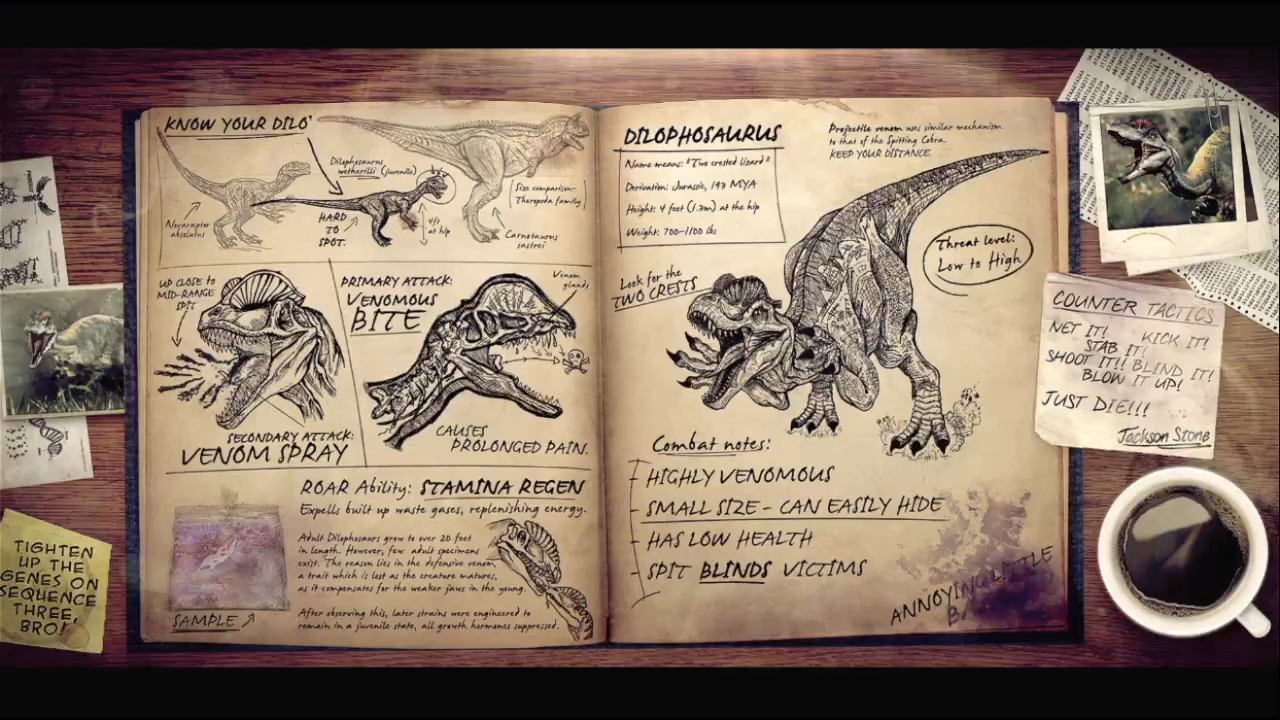 KNOW YOUR DILO'
Dilophosaurus
wetherilli (juvenile)
Novaraptor
absolutus
HARD
TO
SPOT.
4ft
at hip
Size comparison-
Theropoda family
Carnotaurus
sastrei
UP CLOSE TO
MID-RANGE
SPIT
SECONDARY ATTACK:
VENOM SPRAY
PRIMARY ATTACK:
VENOMOUS
BITE
Venom
glands
CAUSES
PROLONGED PAIN.
ROAR Ability: STAMINA REGEN
Expells built up waste gases, replenishing energy.
Adult Dilophosaurs grow to over 20 feet
in length. However, few adult specimens
exist. The reason lies in the defensive venom,
a trait which is lost as the creature matures,
as it compensates for the weaker jaws in the young.
After observing this, later strains were engineered to
remain in a juvenile state, all growth hormones suppressed.
SAMPLE
DILOPHOSAURUS
Name means: "Two crested lizard"
Derivation: Jurassic, 197 MYA
Height: 4 feet (1.3m) at the hip
Weight: 700-1100 lbs
Projectile venom uses similar mechanism
to that of the Spitting Cobra.
KEEP YOUR DISTANCE.
Look for the
TWO CRESTS
Threat level:
Low to High
Combat notes:
- HIGHLY VENOMOUS
- SMALL SIZE - CAN EASILY HIDE
- HAS LOW HEALTH
- SPIT BLINDS VICTIMS
ANNOYING LITTLE
COUNTER TACTICS
NET IT! KICK IT!
STAB IT!
SHOOT IT!! BLIND IT!
BLOW IT UP!
JUST DIE!!!
Jackson Stone
TIGHTEN
UP THE
GENES ON
SEQUENCE
THREE,
BRO!